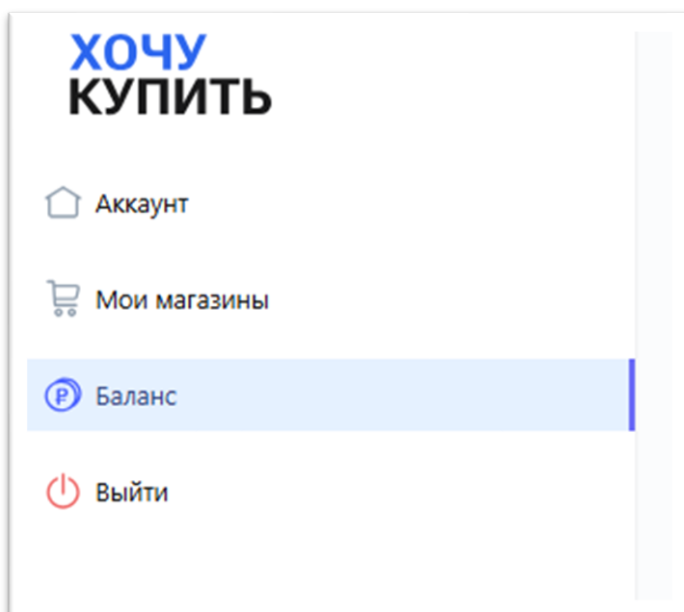 ХОЧУ
КУПИТЬ
Аккаунт
Мои магазины
Баланс
Выйти